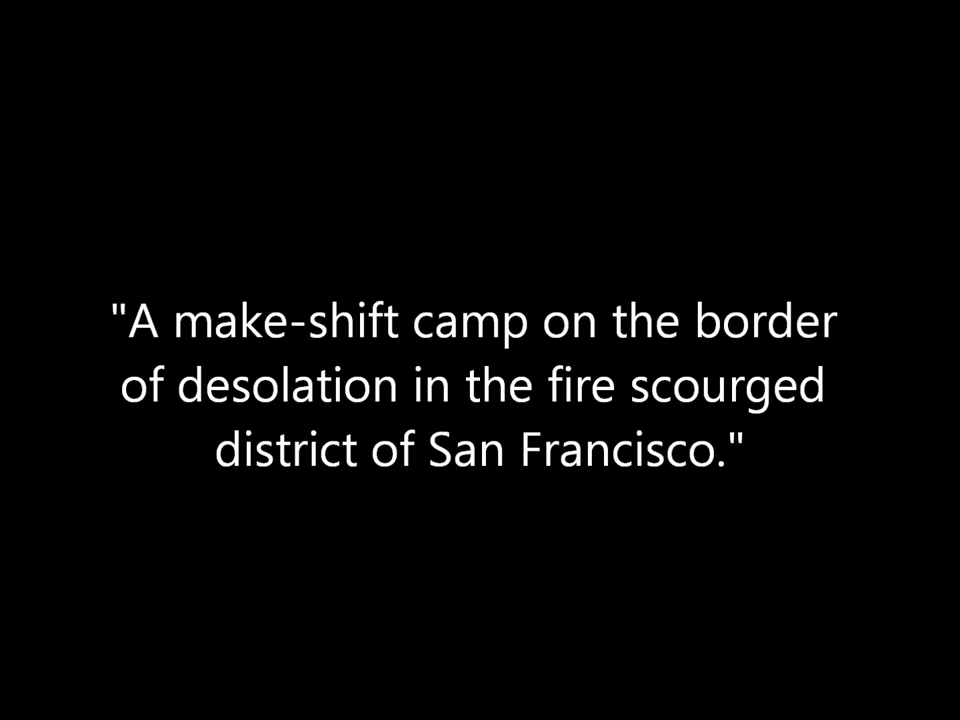 "A make-shift camp on the border
of desolation in the fire scourged
district of San Francisco."